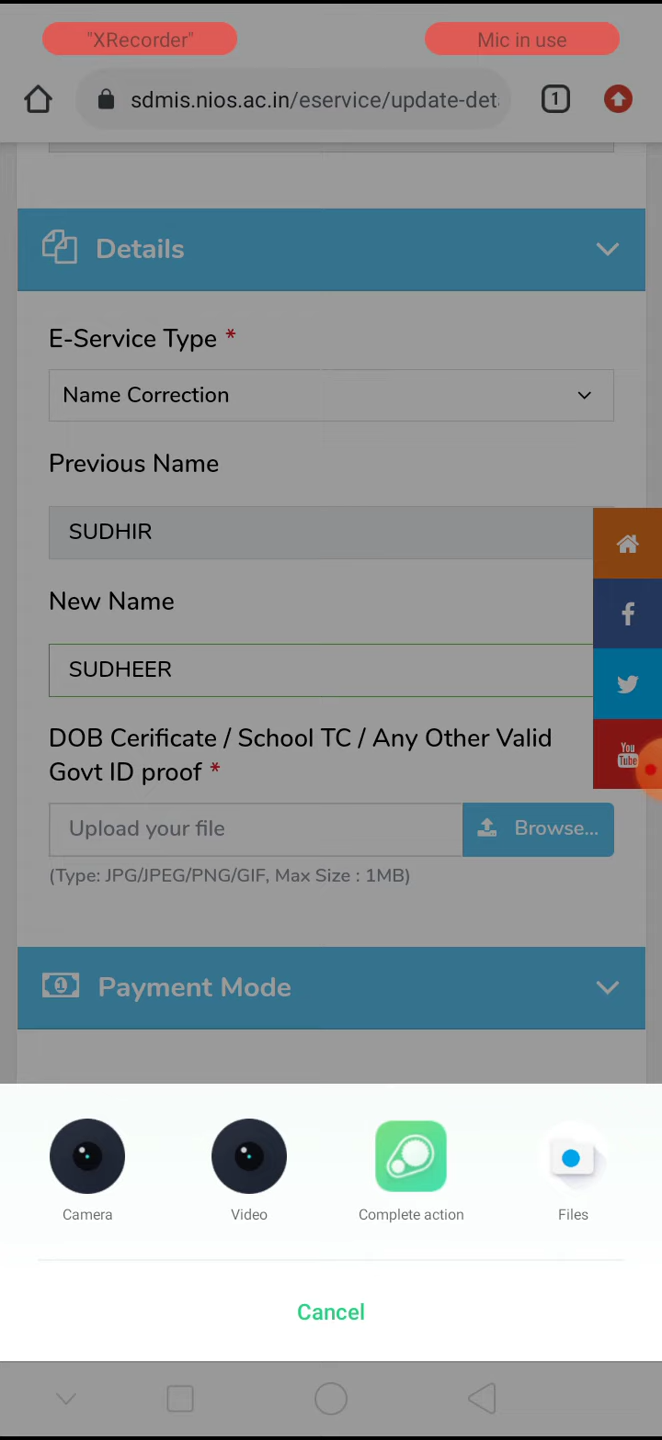 "XRecorder"
Mic in use
sdmis.nios.ac.in/eservice/update-det
1
Details
E-Service Type *
Name Correction
Previous Name
SUDHIR
New Name
SUDHEER
DOB Cerificate / School TC / Any Other Valid
Govt ID proof *
Upload your file
Browse...
(Type: JPG/JPEG/PNG/GIF, Max Size : 1MB)
You
Tube
Payment Mode
Camera
Video
Complete action
Files
Cancel